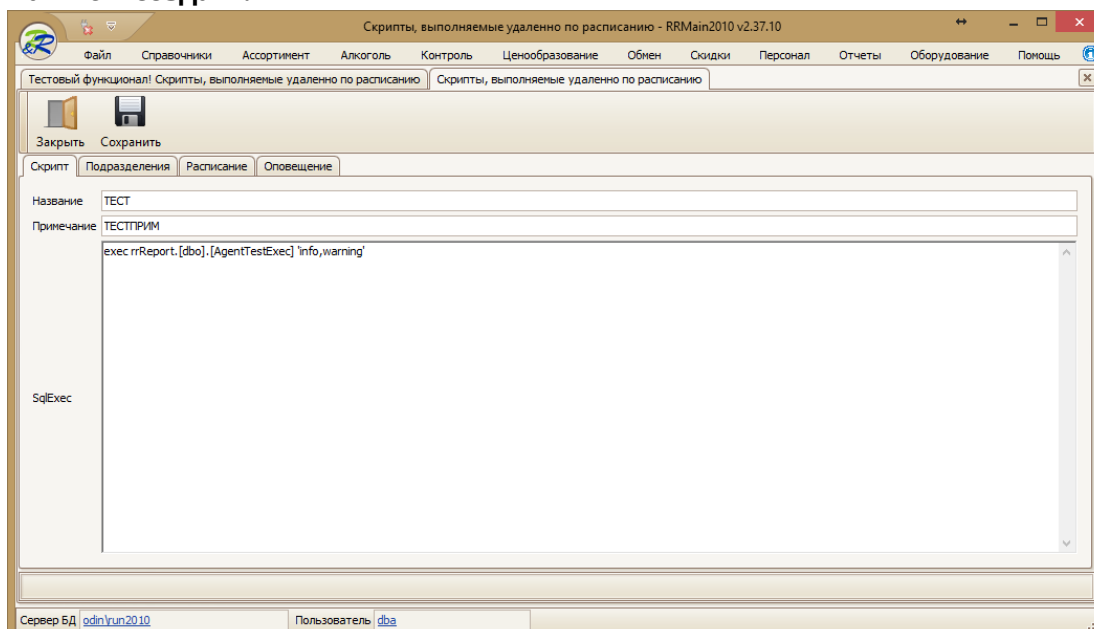 Скрипты, выполняемые удаленно по расписанию - RRMain2010 v2.37.10
Файл Справочники Ассортимент Алкоголь Контроль Ценообразование Обмен Скидки Персонал Отчеты Оборудование Помощь
Тестовый функционал! Скрипты, выполняемые удаленно по расписанию Скрипты, выполняемые удаленно по расписанию
Закрыть Сохранить
Скрипт Подразделения Расписание Оповещение
Название ТЕСТ
Примечание ТЕСТПРИМ
exec rrReport.[dbo].[AgentTestExec] 'info,warning'
SqlExec
Сервер БД odin\run2010 Пользователь dba